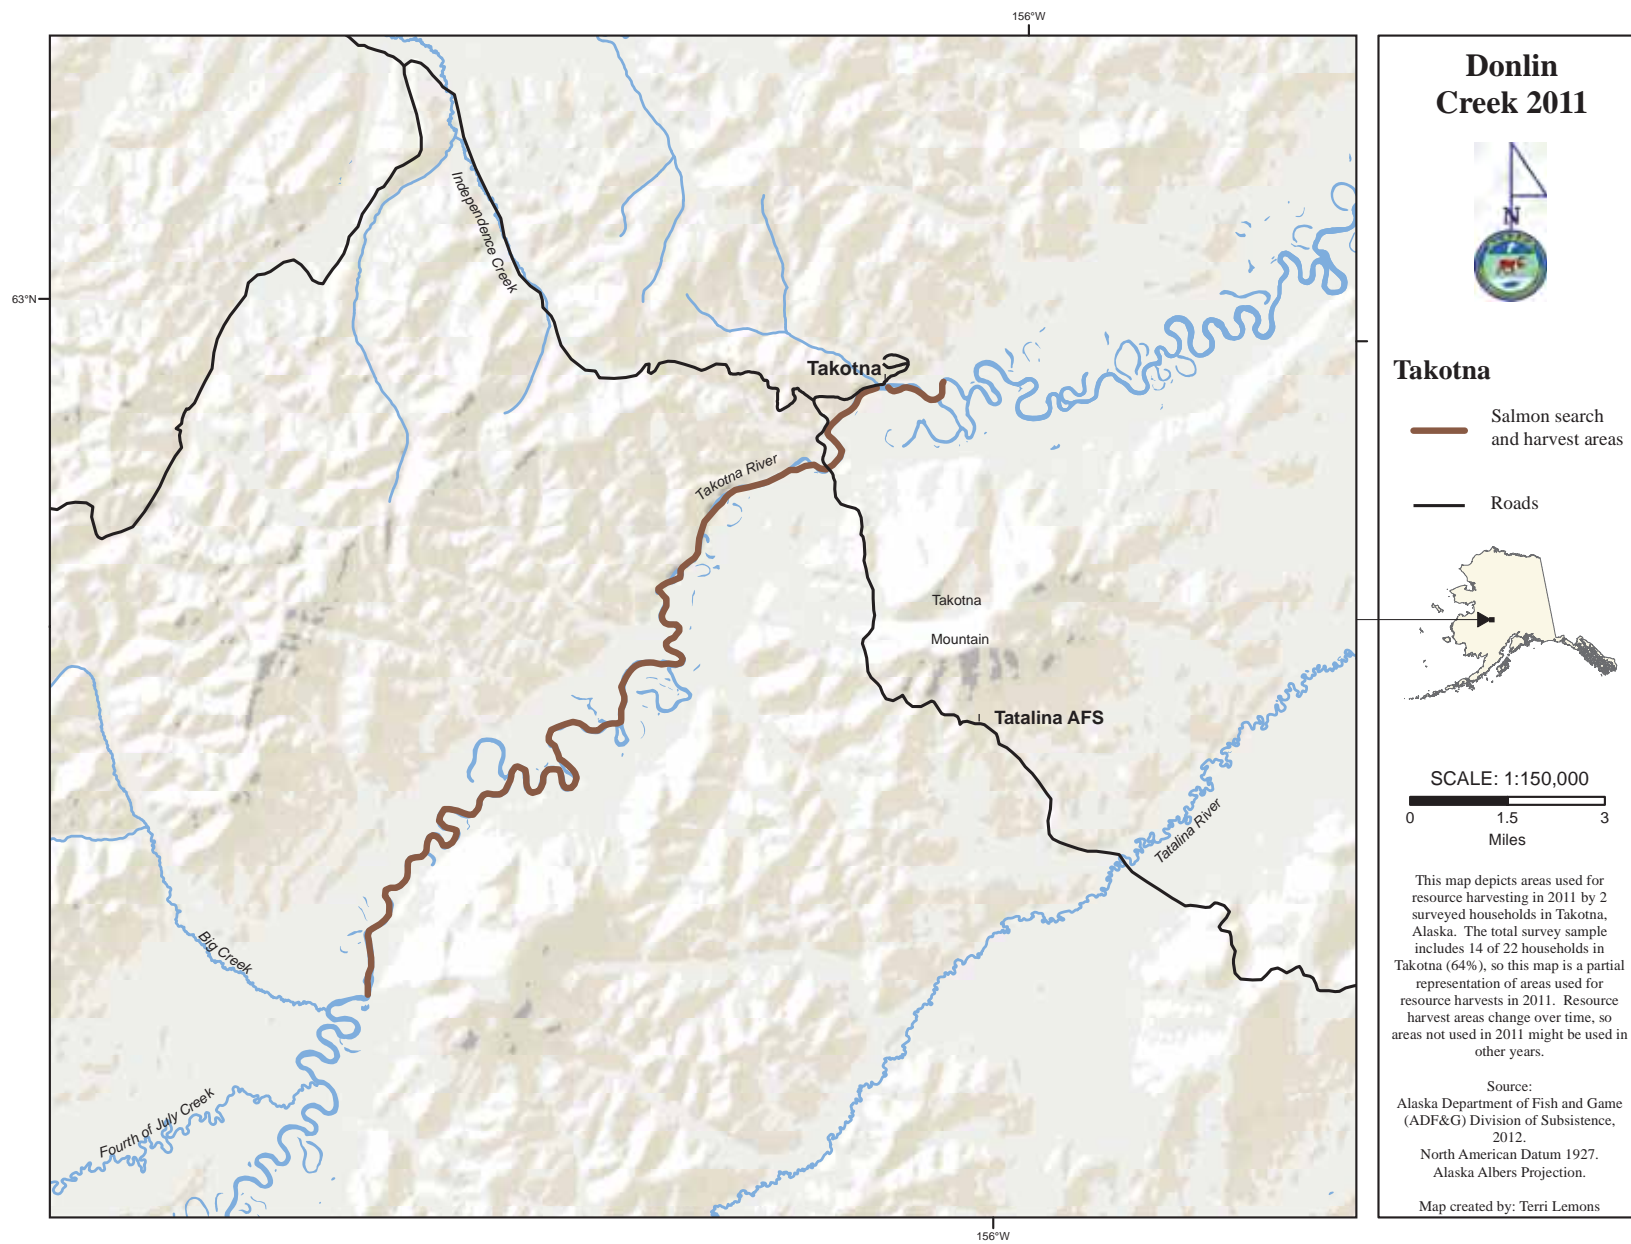 156°W
63°N
Independence Creek
Takotna
Takotna River
Takotna
Mountain
Tatalina AFS
Tatalina River
Big Creek
Fourth of July Creek
156°W
Donlin
Creek 2011
N
Takotna
Salmon search
and harvest areas
Roads
SCALE: 1:150,000
0 1.5 3
Miles
This map depicts areas used for
resource harvesting in 2011 by 2
surveyed households in Takotna,
Alaska. The total survey sample
includes 14 of 22 households in
Takotna (64%), so this map is a partial
representation of areas used for
resource harvests in 2011. Resource
harvest areas change over time, so
areas not used in 2011 might be used in
other years.
Source:
Alaska Department of Fish and Game
(ADF&G) Division of Subsistence,
2012.
North American Datum 1927.
Alaska Albers Projection.
Map created by: Terri Lemons